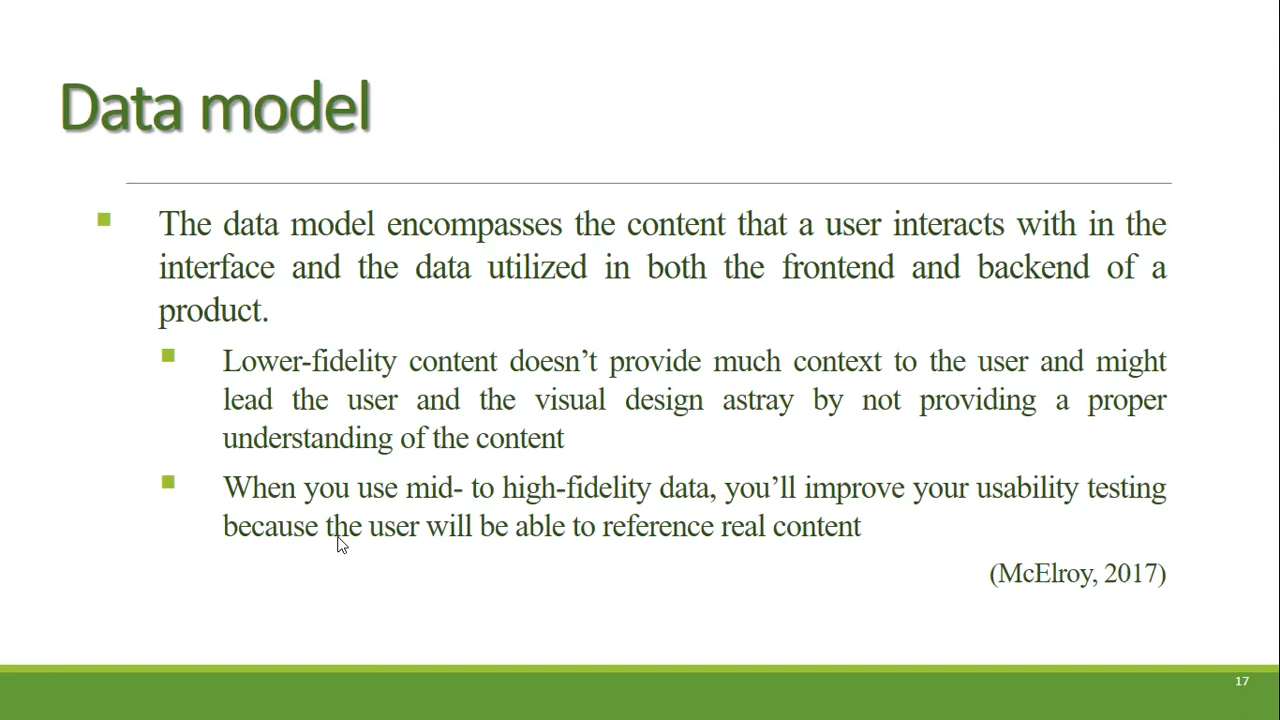 Data model
The data model encompasses the content that a user interacts with in the
interface and the data utilized in both the frontend and backend of a
product.
Lower-fidelity content doesn’t provide much context to the user and might
lead the user and the visual design astray by not providing a proper
understanding of the content
When you use mid- to high-fidelity data, you’ll improve your usability testing
because the user will be able to reference real content
(McElroy, 2017)
17